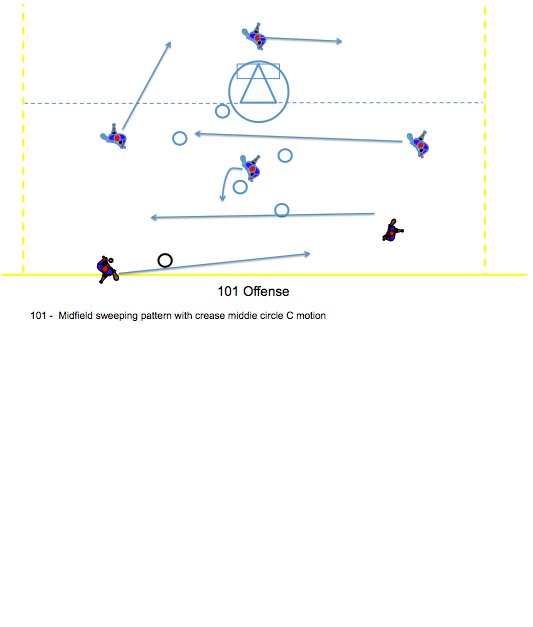 101 Offense
101 - Midfield sweeping pattern with crease middie circle C motion